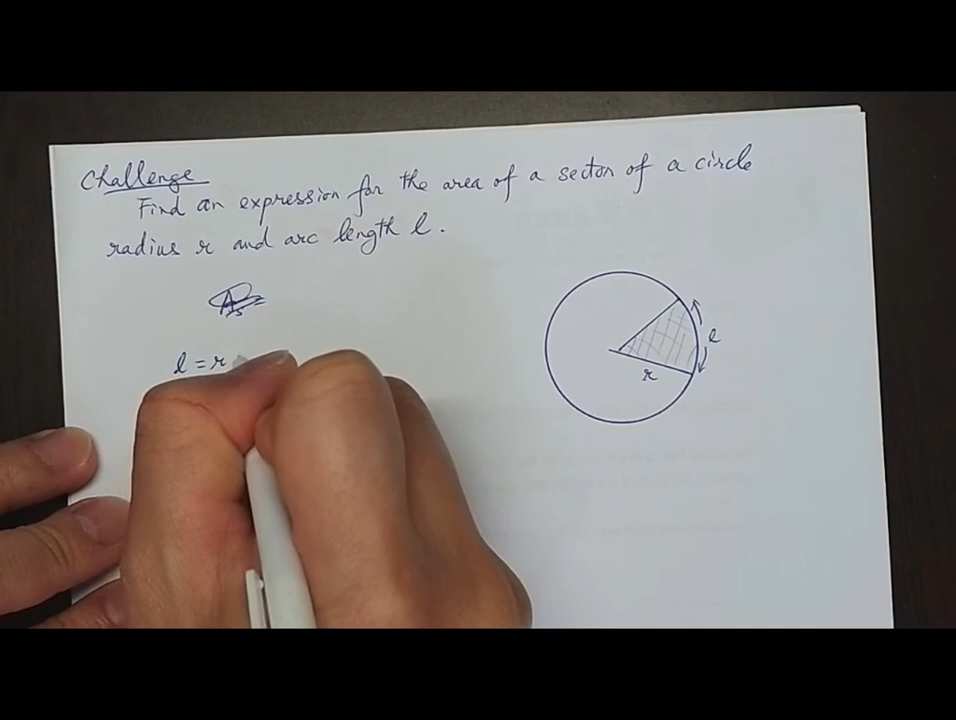 Challenge
Find an expression for the area of a sector of a circle
radius r and arc length l.
l = r
l
r